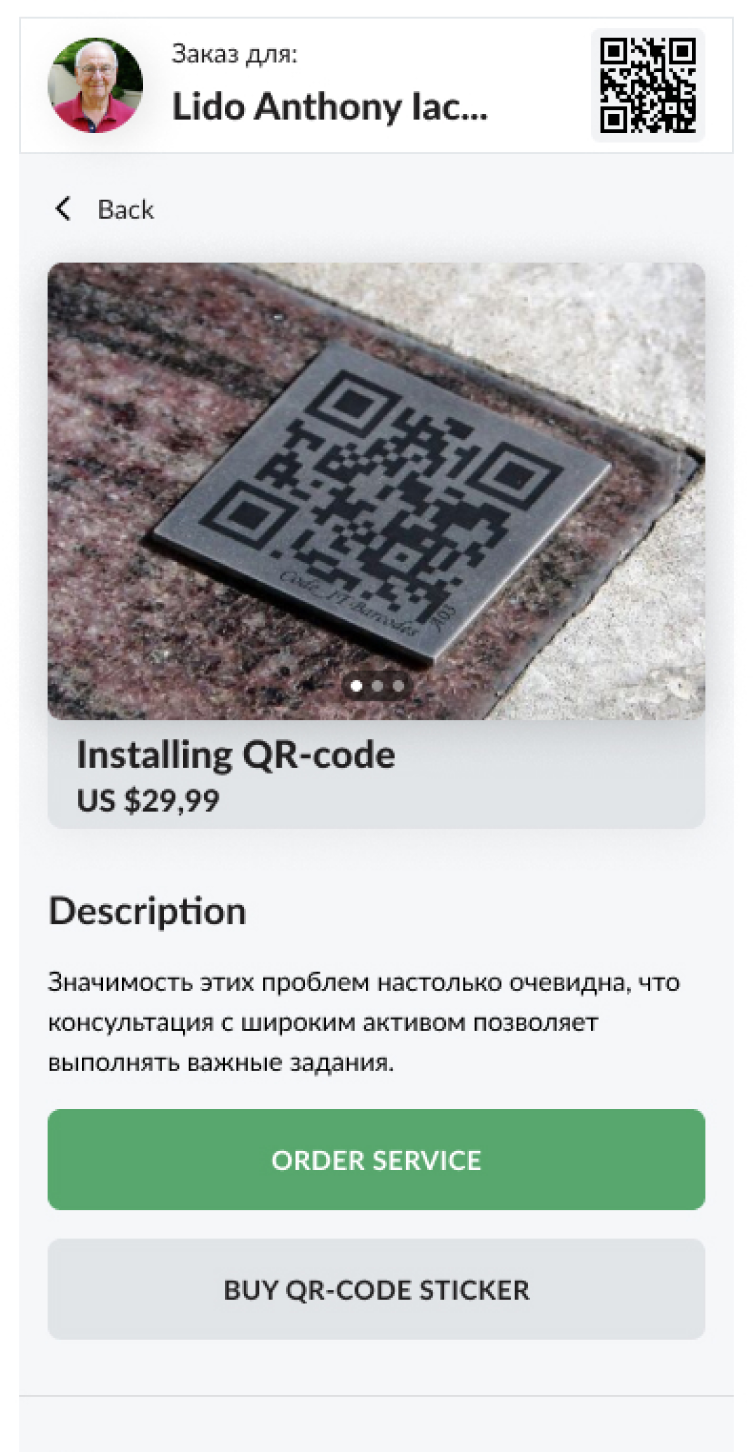 Заказ для:
Lido Anthony Iac...
Back
Code_IT-Barcodes
A03
Installing QR-code
US $29,99
Description
Значимость этих проблем настолько очевидна, что
консультация с широким активом позволяет
выполнять важные задания.
ORDER SERVICE
BUY QR-CODE STICKER